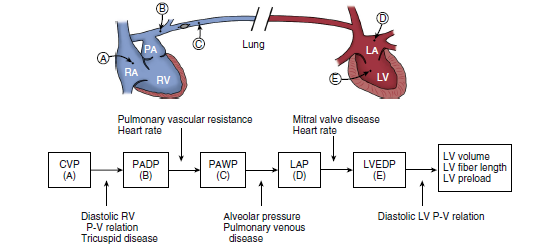 B
D
PA
C
Lung
LA
A
RA
RV
E
LV
Pulmonary vascular resistance
Heart rate
Mitral valve disease
Heart rate
CVP
(A)
PADP
(B)
PAWP
(C)
LAP
(D)
LVEDP
(E)
LV volume
LV fiber length
LV preload
Diastolic RV
P-V relation
Tricuspid disease
Alveolar pressure
Pulmonary venous
disease
Diastolic LV P-V relation